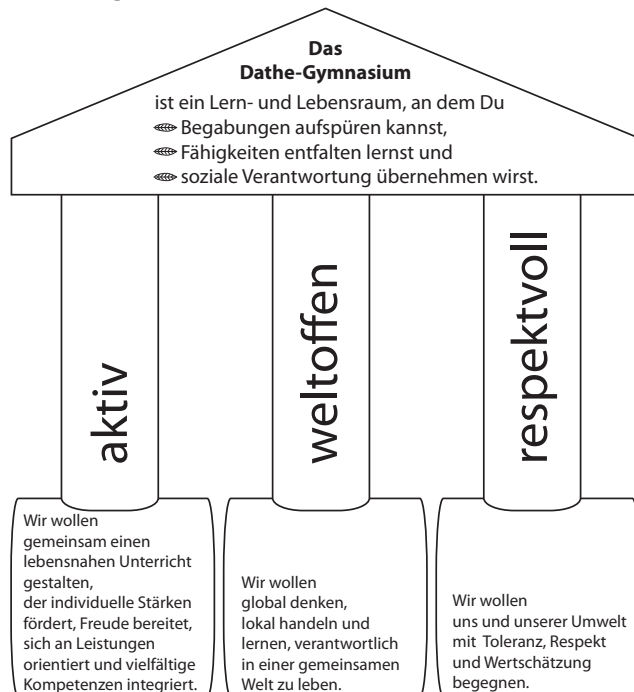 Das
Dathe-Gymnasium
ist ein Lern- und Lebensraum, an dem Du
Begabungen aufspüren kannst,
Fähigkeiten entfalten lernst und
soziale Verantwortung übernehmen wirst.
aktiv
weltoffen
respektvoll
Wir wollen
gemeinsam einen
lebensnahen Unterricht
gestalten,
der individuelle Stärken
fördert, Freude bereitet,
sich an Leistungen
orientiert und vielfältige
Kompetenzen integriert.
Wir wollen
global denken,
lokal handeln und
lernen, verantwortlich
in einer gemeinsamen
Welt zu leben.
Wir wollen
uns und unserer Umwelt
mit Toleranz, Respekt
und Wertschätzung
begegnen.